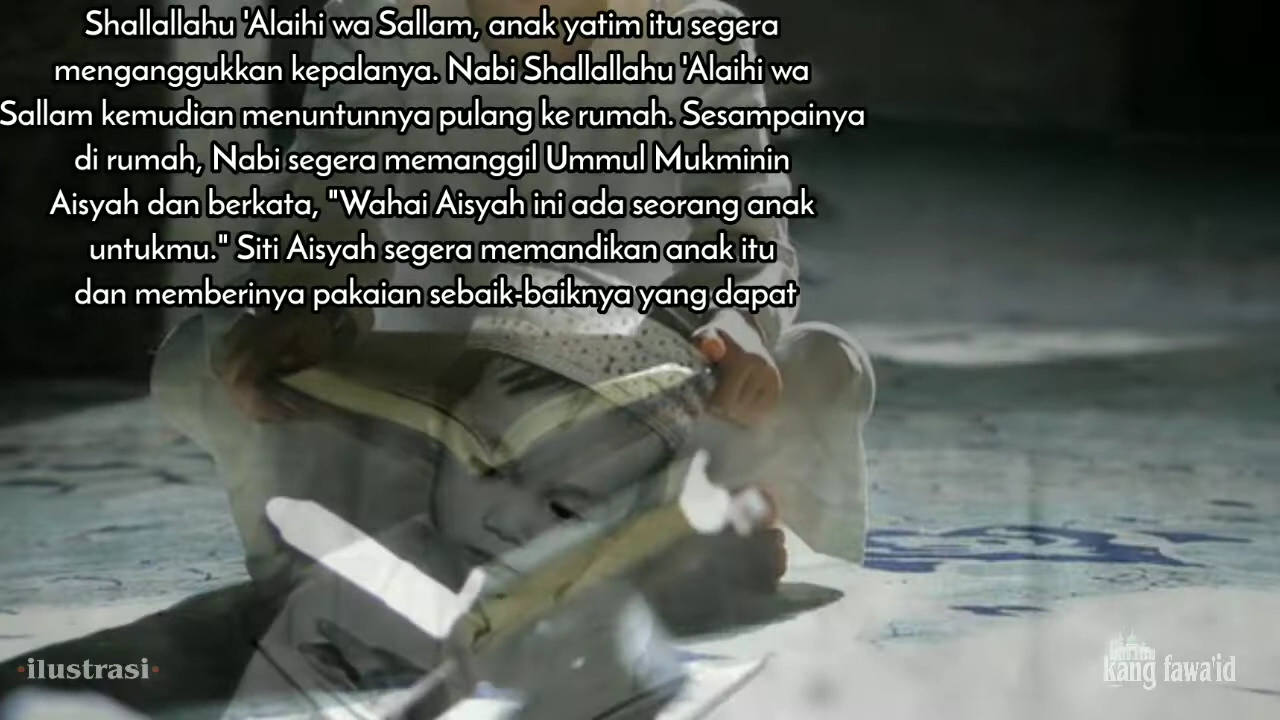 Shallallahu 'Alaihi wa Sallam, anak yatim itu segera
menganggukkan kepalanya. Nabi Shallallahu 'Alaihi wa
Sallam kemudian menuntunnya pulang ke rumah. Sesampainya
di rumah, Nabi segera memanggil Ummul Mukminin
Aisyah dan berkata, "Wahai Aisyah ini ada seorang anak
untukmu." Siti Aisyah segera memandikan anak itu
dan memberinya pakaian sebaik-baiknya yang dapat
•ilustrasi•
kang fawa'id